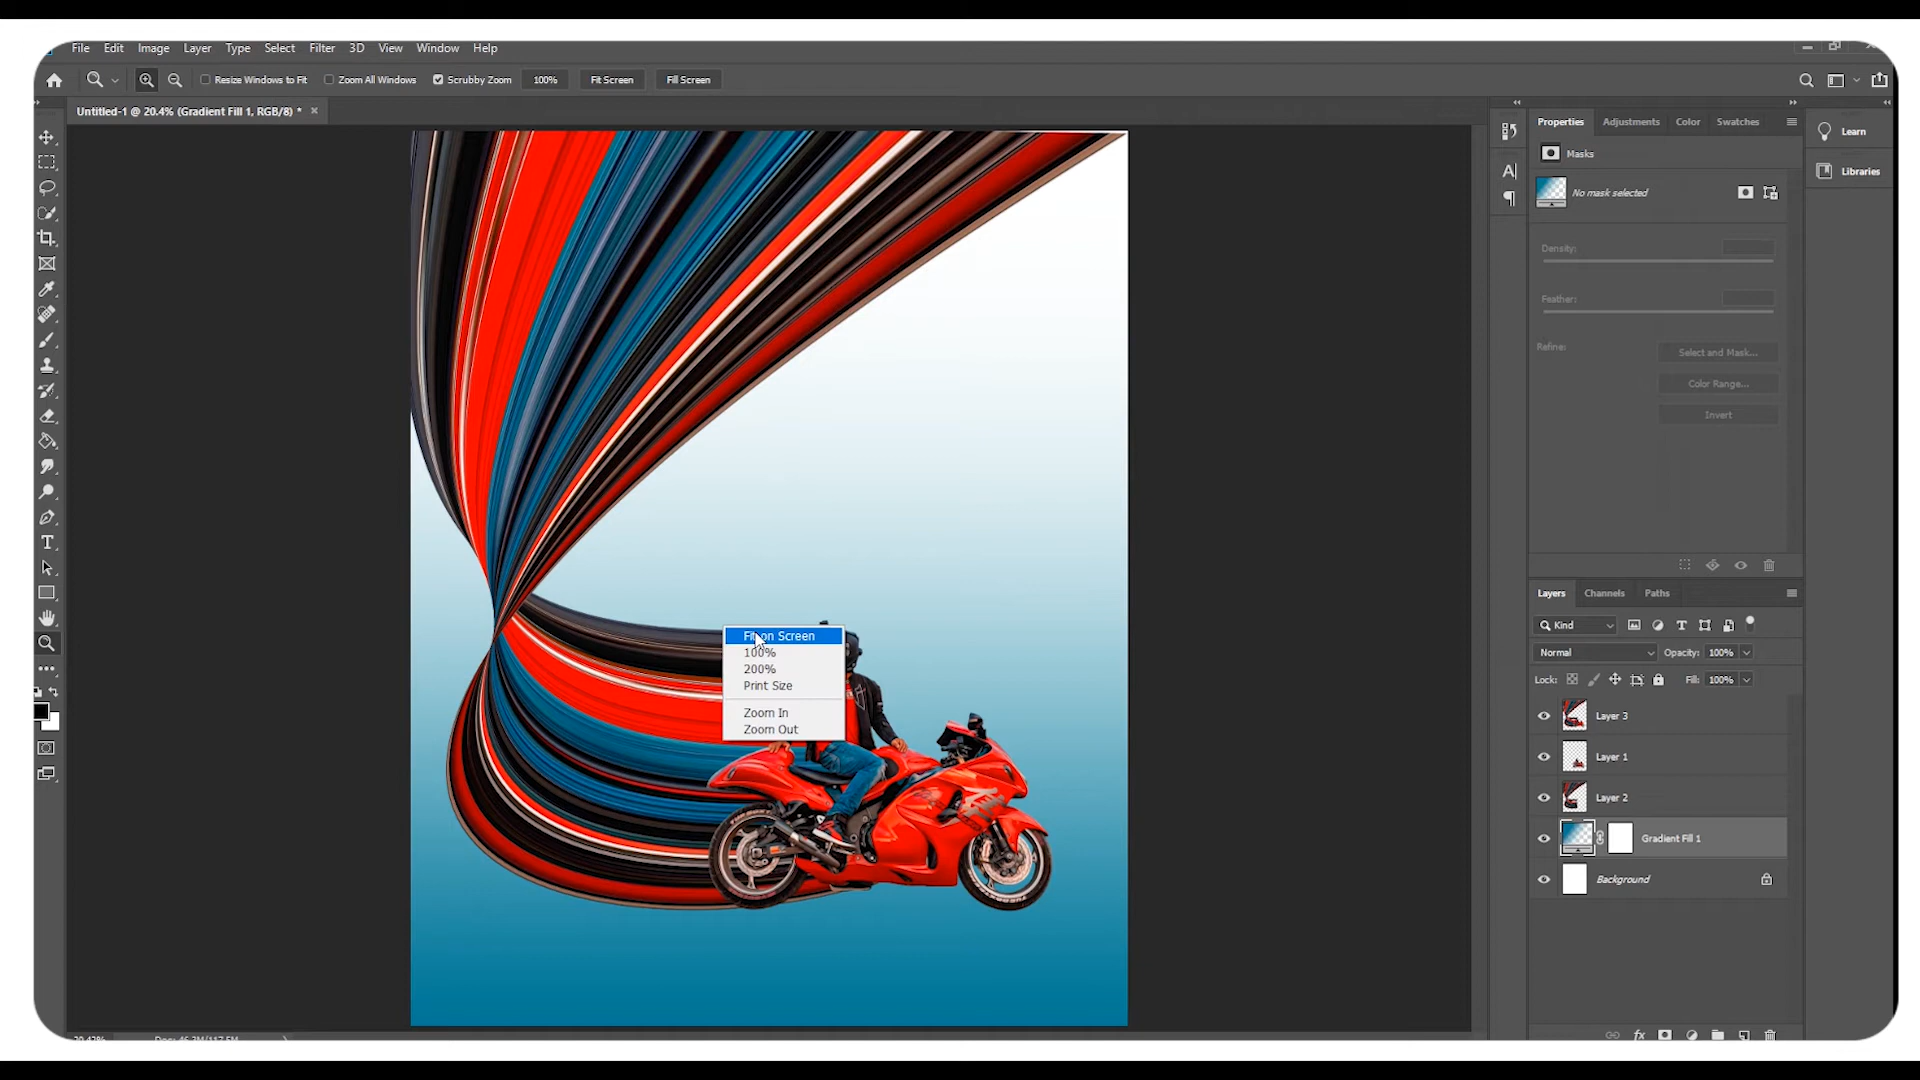 File Edit Image Layer Type Select Filter 3D View Window Help
Resize Windows to Fit Zoom All Windows Scrubby Zoom 100% Fit Screen Fill Screen
Untitled-1 @ 20.4% (Gradient Fill 1, RGB/8) * ×
Properties Adjustments Color Swatches
Learn
Masks
Libraries
No mask selected
Density:
Feather:
Refine:
Select and Mask...
Color Range...
Invert
Fit on Screen
100%
200%
Print Size
Zoom In
Zoom Out
Layers Channels Paths
Kind
Normal Opacity: 100%
Lock: Fill: 100%
Layer 3
Layer 1
Layer 2
Gradient Fill 1
Background